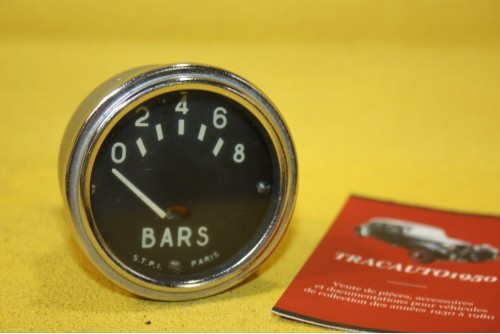 0 2 4 6 8
BARS
S.T.P.I. PARIS
TRACAUTO1950
Vente de pièces, accessoires
et documentations pour véhicules
de collection des années 1930 à 1980